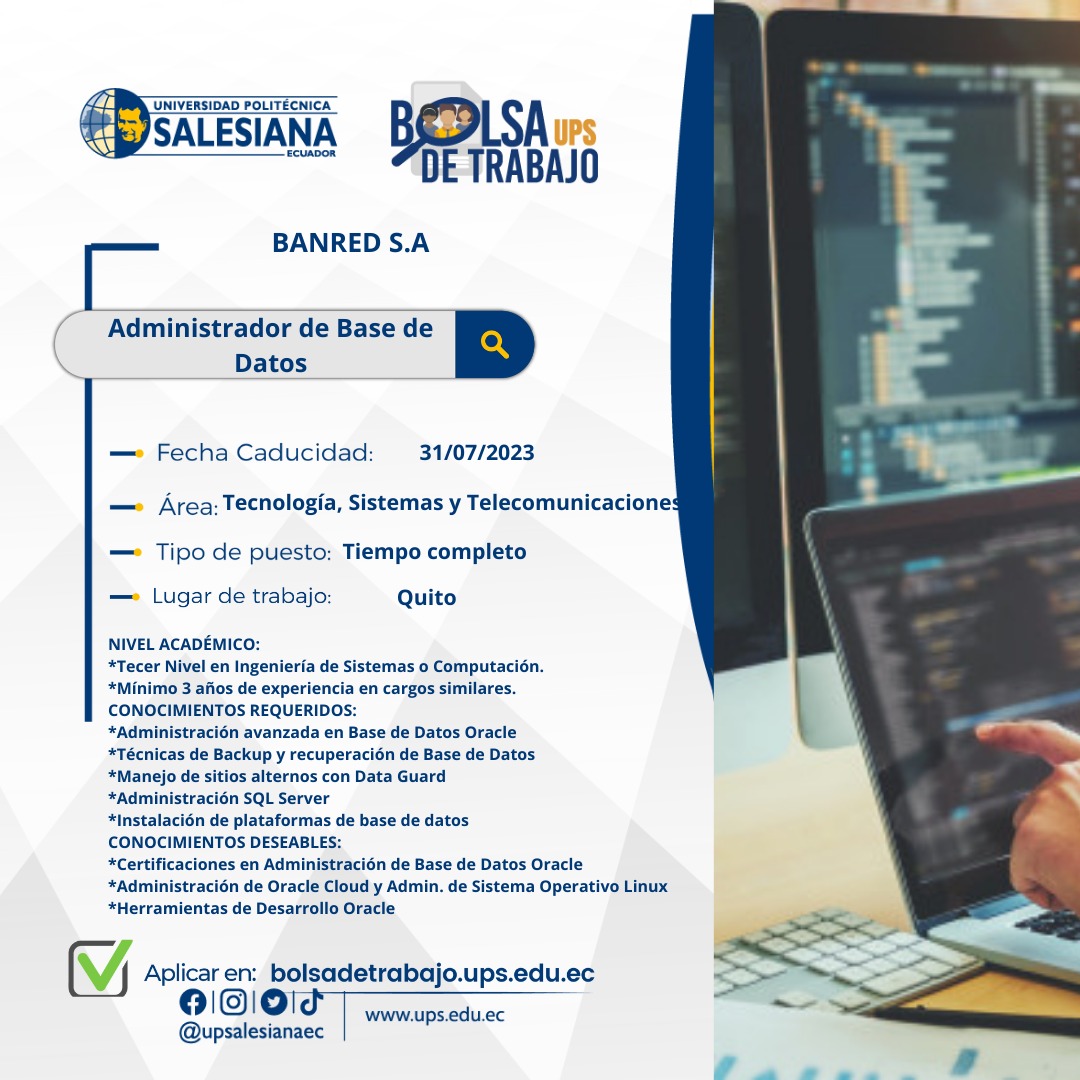 UNIVERSIDAD POLITÉCNICA
SALESIANA
ECUADOR
BOLSA UPS
DE TRABAJO
BANRED S.A
Administrador de Base de
Datos
Fecha Caducidad: 31/07/2023
Área: Tecnología, Sistemas y Telecomunicaciones
Tipo de puesto: Tiempo completo
Lugar de trabajo: Quito
NIVEL ACADÉMICO:
*Tecer Nivel en Ingeniería de Sistemas o Computación.
*Mínimo 3 años de experiencia en cargos similares.
CONOCIMIENTOS REQUERIDOS:
*Administración avanzada en Base de Datos Oracle
*Técnicas de Backup y recuperación de Base de Datos
*Manejo de sitios alternos con Data Guard
*Administración SQL Server
*Instalación de plataformas de base de datos
CONOCIMIENTOS DESEABLES:
*Certificaciones en Administración de Base de Datos Oracle
*Administración de Oracle Cloud y Admin. de Sistema Operativo Linux
*Herramientas de Desarrollo Oracle
Aplicar en: bolsadetrabajo.ups.edu.ec
@upsalesianaec
www.ups.edu.ec